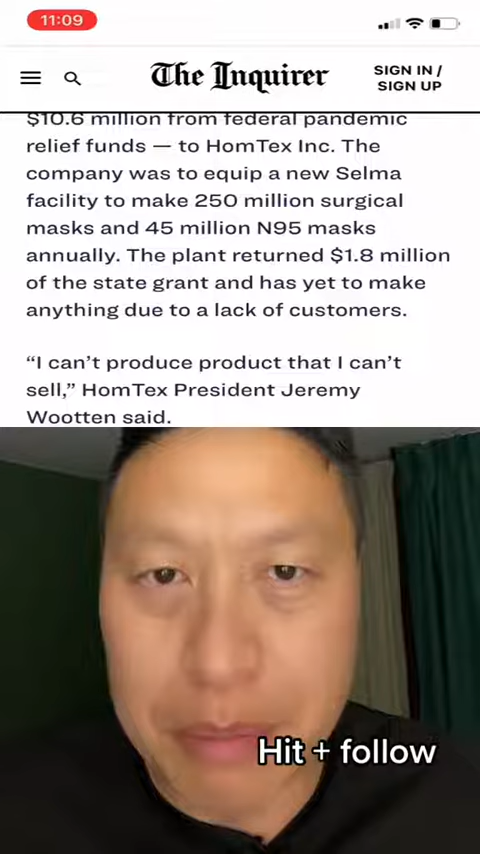 11:09
The Inquirer
SIGN IN /
SIGN UP
$10.6 million from federal pandemic
relief funds — to HomTex Inc. The
company was to equip a new Selma
facility to make 250 million surgical
masks and 45 million N95 masks
annually. The plant returned $1.8 million
of the state grant and has yet to make
anything due to a lack of customers.
“I can’t produce product that I can’t
sell,” HomTex President Jeremy
Wootten said.
Hit + follow